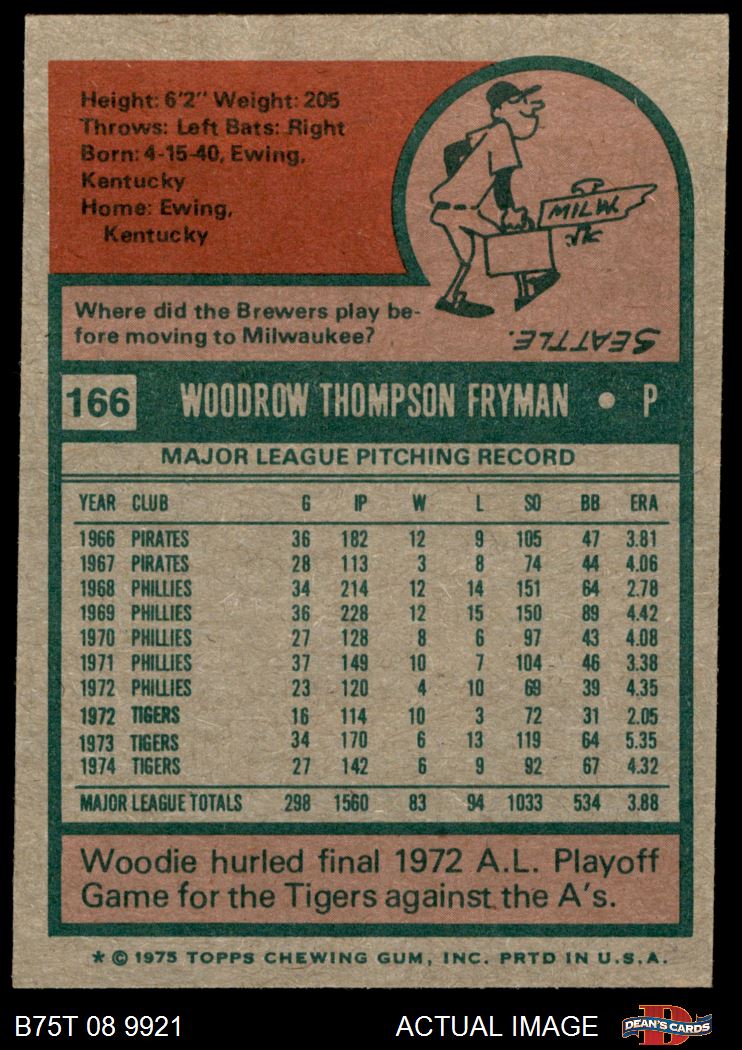 Height: 6'2" Weight: 205
Throws: Left Bats: Right
Born: 4-15-40, Ewing,
Kentucky
Home: Ewing,
Kentucky
MILW.
Where did the Brewers play be-
fore moving to Milwaukee?
SEATTLE.
166 WOODROW THOMPSON FRYMAN • P
MAJOR LEAGUE PITCHING RECORD
YEAR CLUB G IP W L SO BB ERA
1966 PIRATES 36 182 12 9 105 47 3.81
1967 PIRATES 28 113 3 8 74 44 4.06
1968 PHILLIES 34 214 12 14 151 64 2.78
1969 PHILLIES 36 228 12 15 150 89 4.42
1970 PHILLIES 27 128 8 6 97 43 4.08
1971 PHILLIES 37 149 10 7 104 46 3.38
1972 PHILLIES 23 120 4 10 69 39 4.35
1972 TIGERS 16 114 10 3 72 31 2.05
1973 TIGERS 34 170 6 13 119 64 5.35
1974 TIGERS 27 142 6 9 92 67 4.32
MAJOR LEAGUE TOTALS 298 1560 83 94 1033 534 3.88
Woodie hurled final 1972 A.L. Playoff
Game for the Tigers against the A's.
* © 1975 TOPPS CHEWING GUM, INC. PRTD IN U.S.A.
B75T 08 9921 ACTUAL IMAGE D DEAN'S CARDS